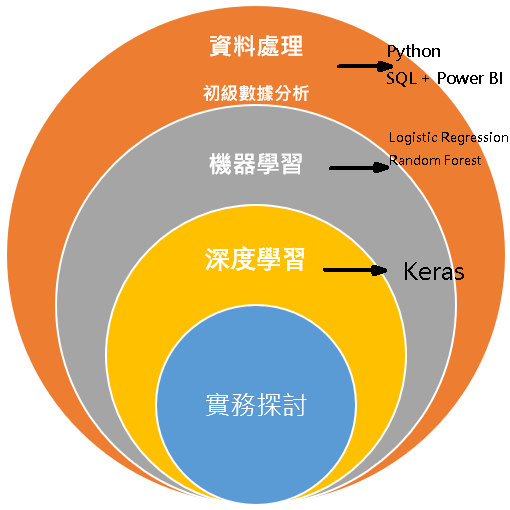 資料處理
Python
SQL + Power BI
初級數據分析
機器學習
Logistic Regression
Random Forest
深度學習
Keras
實務探討